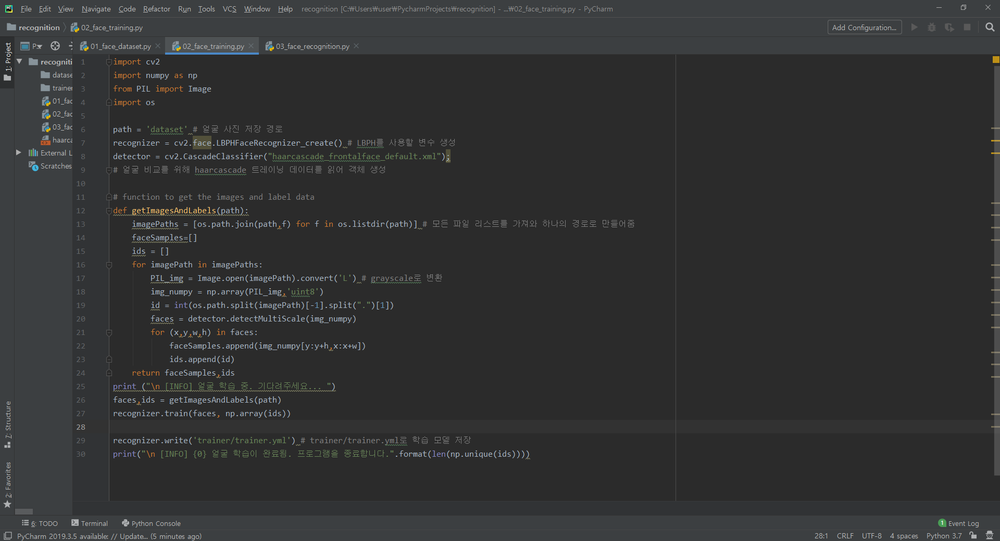 File Edit View Navigate Code Refactor Run Tools VCS Window Help recognition [C:₩Users₩user₩PycharmProjects₩recognition] - ...₩02_face_training.py - PyCharm
recognition 02_face_training.py Add Configuration...
P.. 01_face_dataset.py 02_face_training.py 03_face_recognition.py
1: Project
recogniti
datase
trainer
01_fac
02_fac
03_fac
haarca
External L
Scratches
7: Structure
2: Favorites
1 import cv2
2 import numpy as np
3 from PIL import Image
4 import os
5
6 path = 'dataset' # 얼굴 사진 저장 경로
7 recognizer = cv2.face.LBPHFaceRecognizer_create() # LBPH를 사용할 변수 생성
8 detector = cv2.CascadeClassifier("haarcascade_frontalface_default.xml");
9 # 얼굴 비교를 위해 haarcascade 트레이닝 데이터를 읽어 객체 생성
10
11 # function to get the images and label data
12 def getImagesAndLabels(path):
13     imagePaths = [os.path.join(path,f) for f in os.listdir(path)] # 모든 파일 리스트를 가져와 하나의 경로로 만들어줌
14     faceSamples=[]
15     ids = []
16     for imagePath in imagePaths:
17         PIL_img = Image.open(imagePath).convert('L') # grayscale로 변환
18         img_numpy = np.array(PIL_img,'uint8')
19         id = int(os.path.split(imagePath)[-1].split(".")[1])
20         faces = detector.detectMultiScale(img_numpy)
21         for (x,y,w,h) in faces:
22             faceSamples.append(img_numpy[y:y+h,x:x+w])
23             ids.append(id)
24     return faceSamples,ids
25 print ("\n [INFO] 얼굴 학습 중. 기다려주세요... ")
26 faces,ids = getImagesAndLabels(path)
27 recognizer.train(faces, np.array(ids))
28
29 recognizer.write('trainer/trainer.yml') # trainer/trainer.yml로 학습 모델 저장
30 print("\n [INFO] {0} 얼굴 학습이 완료됨. 프로그램을 종료합니다.".format(len(np.unique(ids))))
6: TODO Terminal Python Console 1 Event Log
PyCharm 2019.3.5 available: // Update... (5 minutes ago) 28:1 CRLF UTF-8 4 spaces Python 3.7